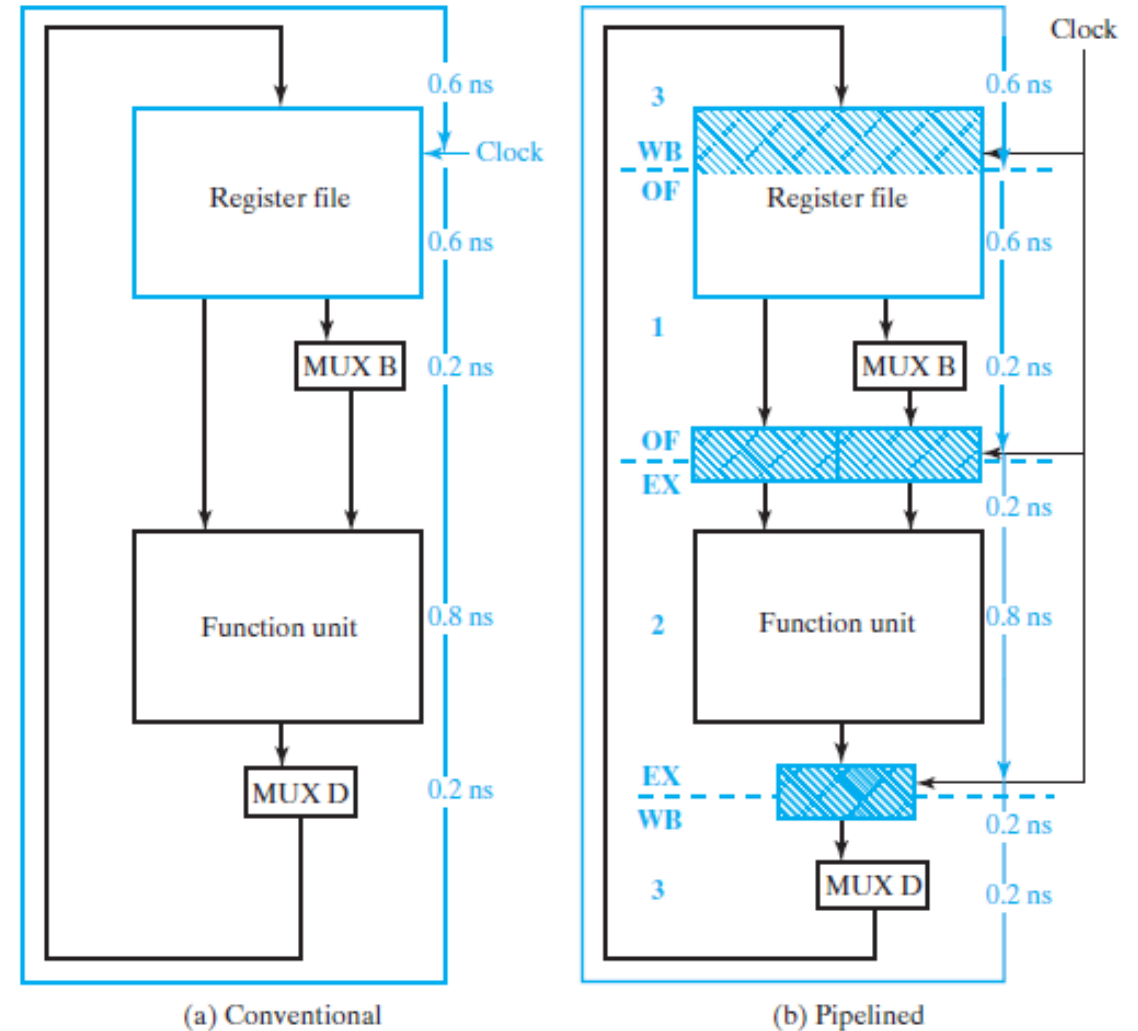 0.6 ns
Clock
Register file
0.6 ns
MUX B
0.2 ns
Function unit
0.8 ns
MUX D
0.2 ns
(a) Conventional
Clock
3
0.6 ns
WB
OF
Register file
0.6 ns
1
MUX B
0.2 ns
OF
EX
0.2 ns
2
Function unit
0.8 ns
EX
WB
0.2 ns
3
MUX D
0.2 ns
(b) Pipelined